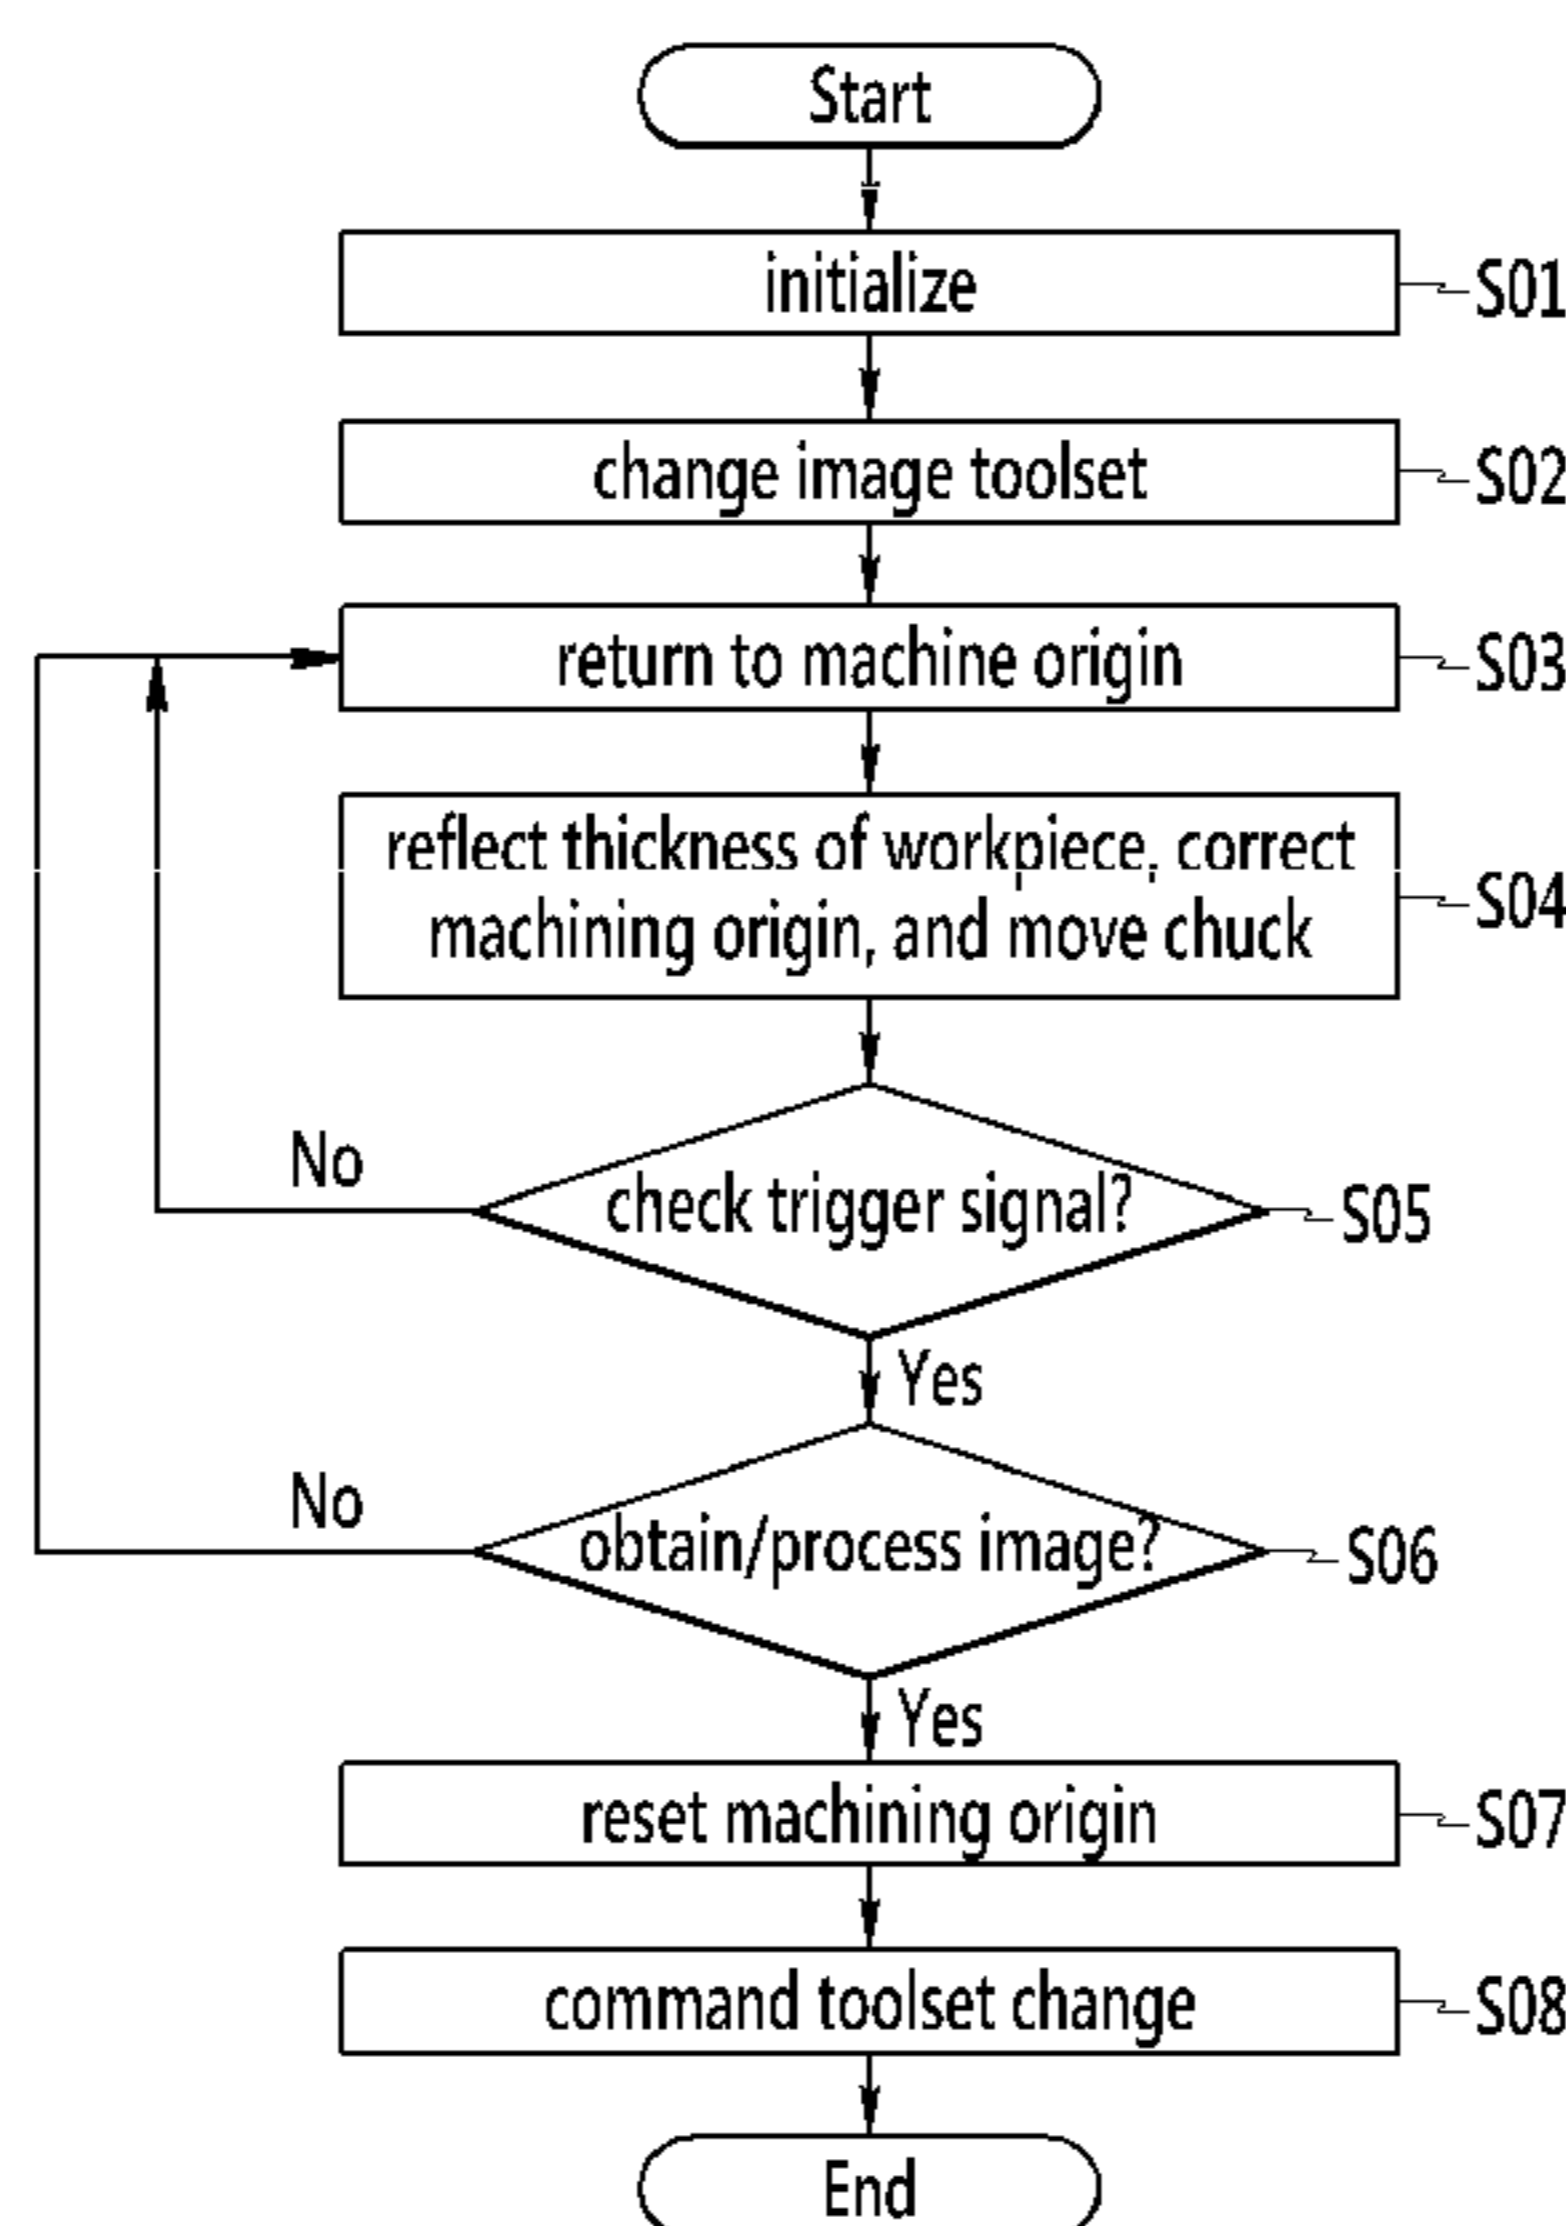 Start
initialize
S01
change image toolset
S02
return to machine origin
S03
reflect thickness of workpiece, correct
machining origin, and move chuck
S04
No
check trigger signal?
S05
Yes
No
obtain/process image?
S06
Yes
reset machining origin
S07
command toolset change
S08
End